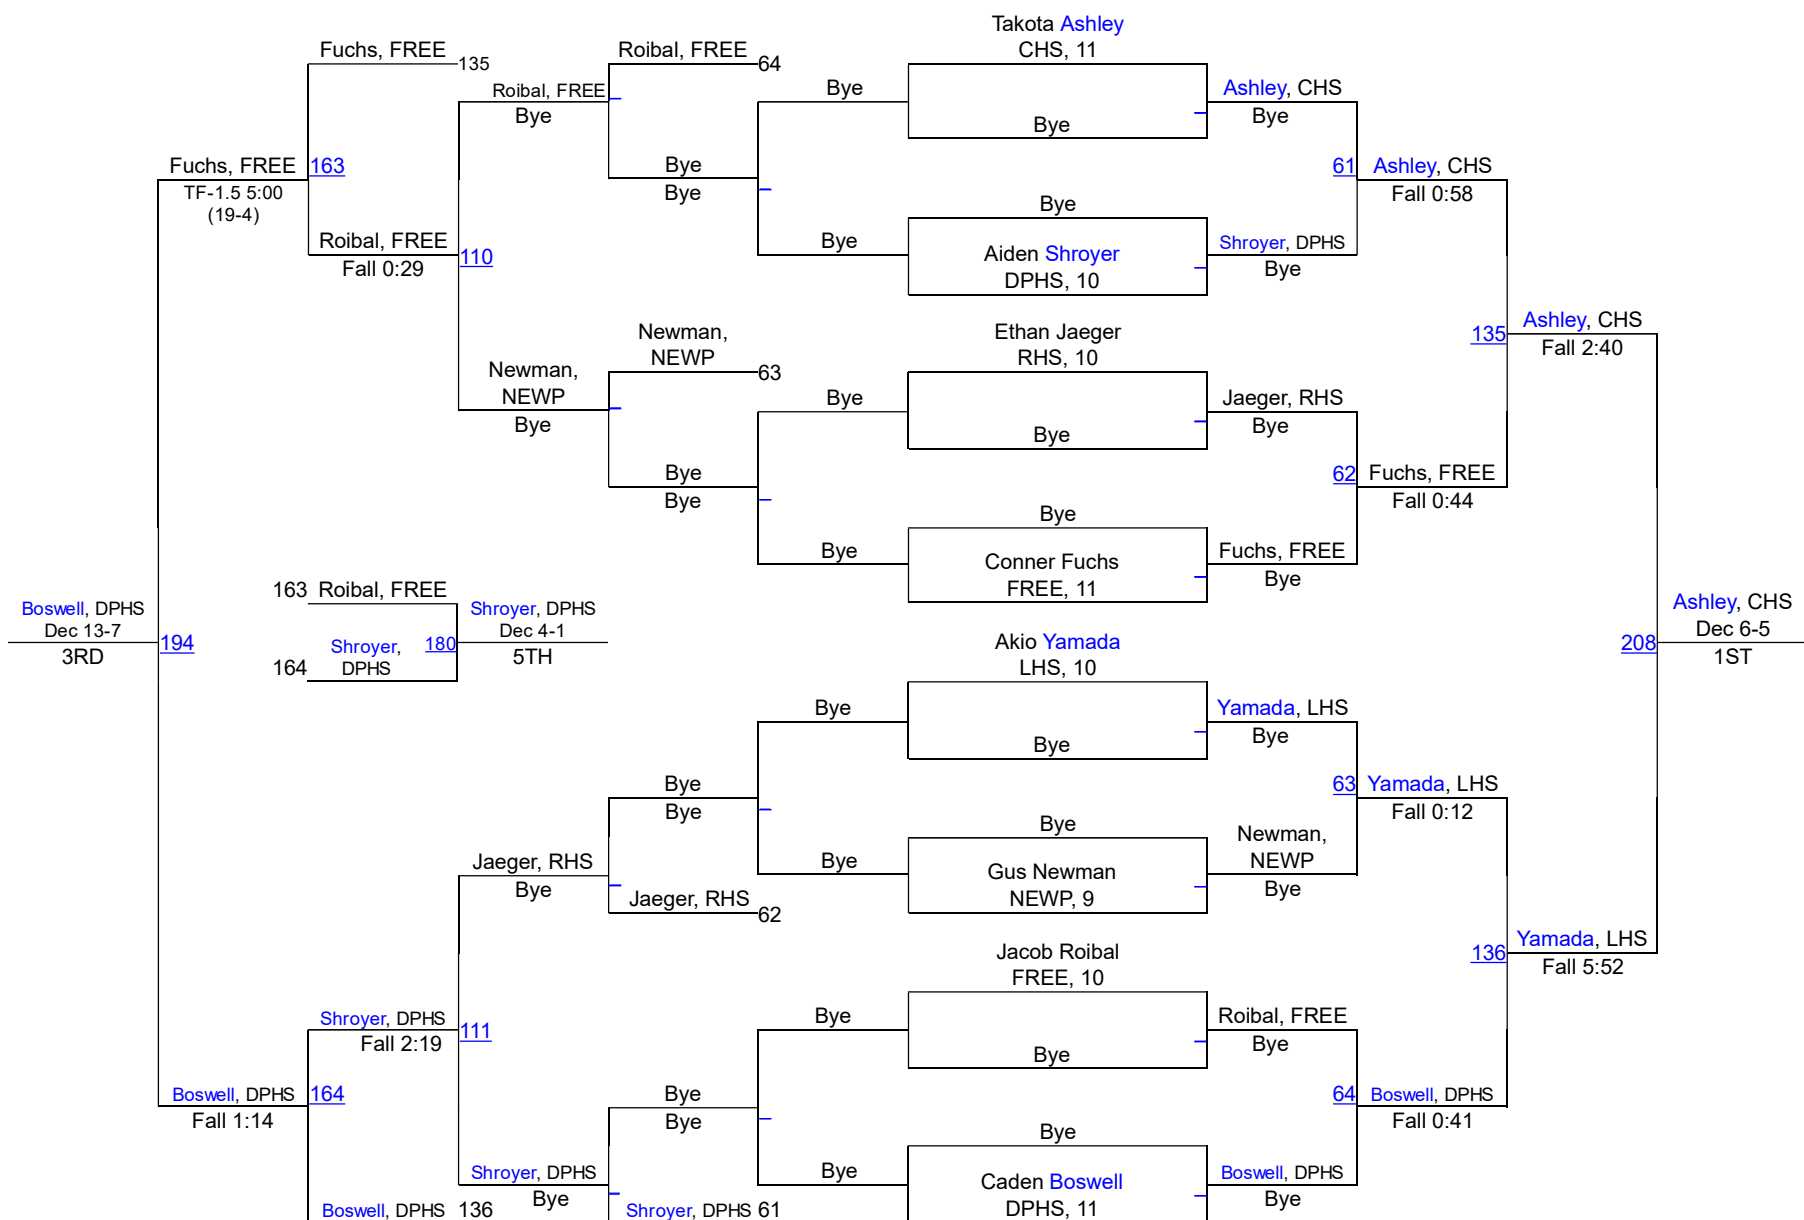 Takota Ashley
CHS, 11
Fuchs, FREE
135
Roibal, FREE
64
Roibal, FREE
Bye
Bye
Bye
Ashley, CHS
Bye
Fuchs, FREE
163
TF-1.5 5:00
(19-4)
Bye
Bye
61
Ashley, CHS
Fall 0:58
Roibal, FREE
Fall 0:29
110
Bye
Bye
Aiden Shroyer
DPHS, 10
Shroyer, DPHS
Bye
Newman,
NEWP
63
Ethan Jaeger
RHS, 10
135
Ashley, CHS
Fall 2:40
Newman,
NEWP
Bye
Bye
Bye
Jaeger, RHS
Bye
Bye
Bye
62
Fuchs, FREE
Fall 0:44
Bye
Bye
Conner Fuchs
FREE, 11
Fuchs, FREE
Bye
163
Roibal, FREE
Boswell, DPHS
Dec 13-7
3RD
194
Shroyer,
DPHS
164
180
Shroyer, DPHS
Dec 4-1
5TH
Akio Yamada
LHS, 10
208
Ashley, CHS
Dec 6-5
1ST
Bye
Bye
Yamada, LHS
Bye
Bye
Bye
63
Yamada, LHS
Fall 0:12
Jaeger, RHS
Bye
Bye
Bye
Gus Newman
NEWP, 9
Newman,
NEWP
Bye
Jaeger, RHS
62
Jacob Roibal
FREE, 10
136
Yamada, LHS
Fall 5:52
Shroyer, DPHS
Fall 2:19
111
Bye
Bye
Roibal, FREE
Bye
Boswell, DPHS
Fall 1:14
164
Bye
Bye
64
Boswell, DPHS
Fall 0:41
Shroyer, DPHS
Bye
Bye
Bye
Caden Boswell
DPHS, 11
Boswell, DPHS
Bye
Boswell, DPHS
136
Shroyer, DPHS
61